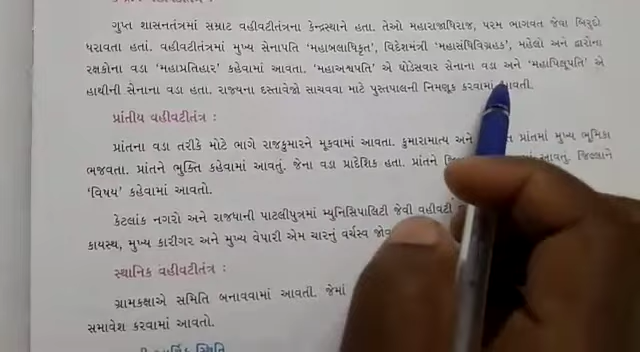 ગુપ્ત શાસનતંત્રમાં સમ્રાટ વહીવટીતંત્રના કેન્દ્રસ્થાને હતા. તેઓ મહારાજાધિરાજ, પરમ ભાગવત જેવા બિરુદો
ધરાવતા હતાં. વહીવટીતંત્રમાં મુખ્ય સેનાપતિ ‘મહાબલાધિકૃત’, વિદેશમંત્રી ‘મહાસંધિવિગ્રહક’, મહેલો અને દ્વારોના
રક્ષકોના વડા ‘મહાપ્રતિહાર’ કહેવામાં આવતા. ‘મહાઅશ્વપતિ’ એ ઘોડેસવાર સેનાના વડા અને ‘મહાપિલુપતિ’ એ
હાથીની સેનાના વડા હતા. રાજ્યના દસ્તાવેજો સાચવવા માટે પુસ્તપાલની નિમણૂક કરવામાં આવતી.
પ્રાંતીય વહીવટીતંત્ર :
પ્રાંતના વડા તરીકે મોટે ભાગે રાજકુમારને મૂકવામાં આવતા. કુમારામાત્ય અને પ્રાંતમાં મુખ્ય ભૂમિકા
ભજવતા. પ્રાંતને ભુક્તિ કહેવામાં આવતું. જેના વડા પ્રાદેશિક હતા. પ્રાંતને આવતું. જિલ્લાને
‘વિષય’ કહેવામાં આવતો.
કેટલાંક નગરો અને રાજધાની પાટલીપુત્રમાં મ્યુનિસિપાલિટી જેવી વહીવટી
કાયસ્થ, મુખ્ય કારીગર અને મુખ્ય વેપારી એમ ચારનું વર્ચસ્વ
સ્થાનિક વહીવટીતંત્ર :
ગ્રામકક્ષાએ સમિતિ બનાવવામાં આવતી. જેમાં
સમાવેશ કરવામાં આવતો.